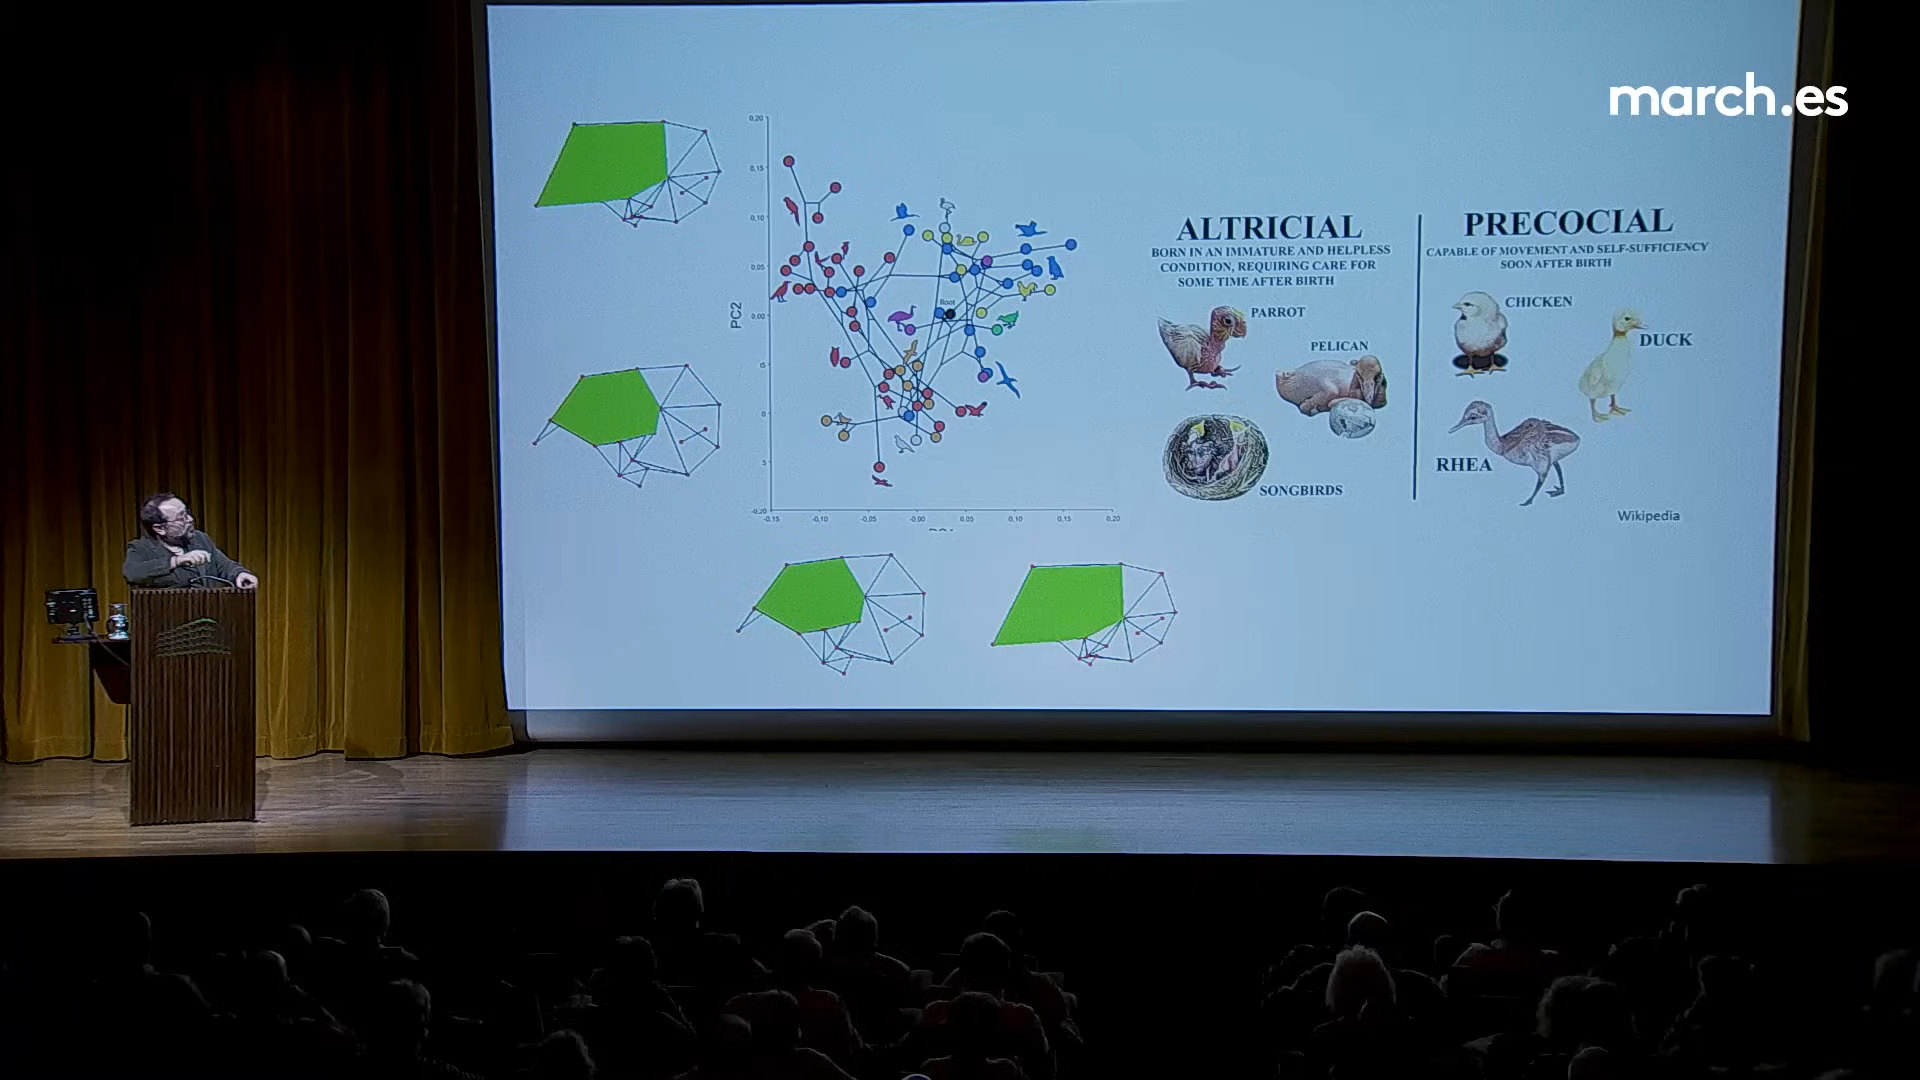 march.es
0,20
0,15
0,10
0,05
0.00
PC2
-0,20
-0,15
-0,10
-0,05
-0,00
0,05
0,10
0,15
0,20
Root
ALTRICIAL
BORN IN AN IMMATURE AND HELPLESS
CONDITION, REQUIRING CARE FOR
SOME TIME AFTER BIRTH
PARROT
PELICAN
SONGBIRDS
PRECOCIAL
CAPABLE OF MOVEMENT AND SELF-SUFFICIENCY
SOON AFTER BIRTH
CHICKEN
DUCK
RHEA
Wikipedia